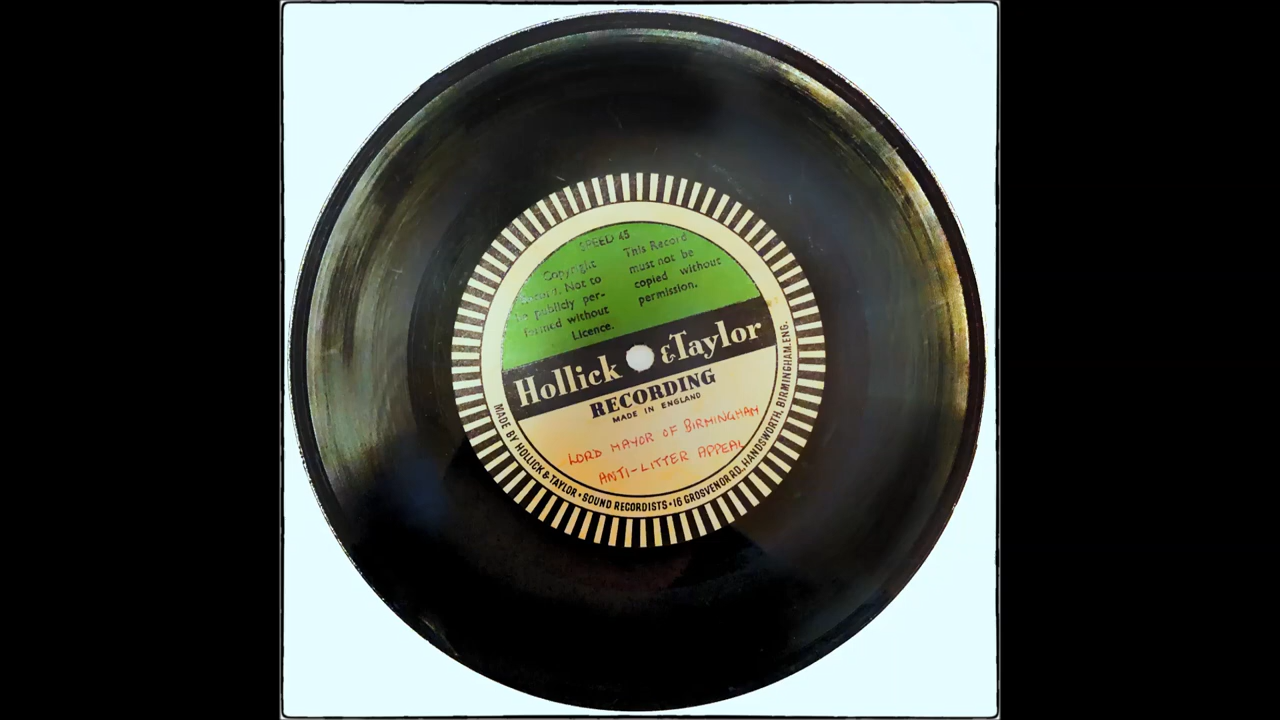 SPEED 45
Copyright
Record. Not to
be publicly per-
formed without
Licence.
This Record
must not be
copied without
permission.
Hollick & Taylor
RECORDING
MADE IN ENGLAND
LORD MAYOR OF BIRMINGHAM
ANTI-LITTER APPEAL
MADE BY HOLLICK & TAYLOR • SOUND RECORDISTS • 16 GROSVENOR RD., HANDSWORTH, BIRMINGHAM. ENG.